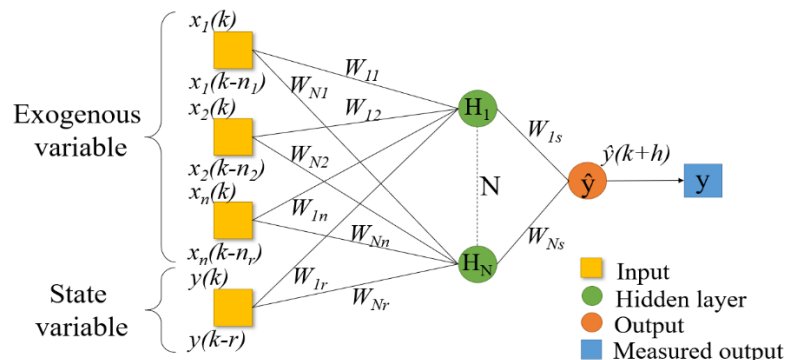 x1(k)
x1(k-n1)
x2(k)
x2(k-n2)
xn(k)
xn(k-nr)
y(k)
y(k-r)
Exogenous
variable
State
variable
W11
WN1
W12
WN2
W1n
WNn
W1r
WNr
H1
N
HN
W1s
WNs
ŷ
ŷ(k+h)
y
Input
Hidden layer
Output
Measured output